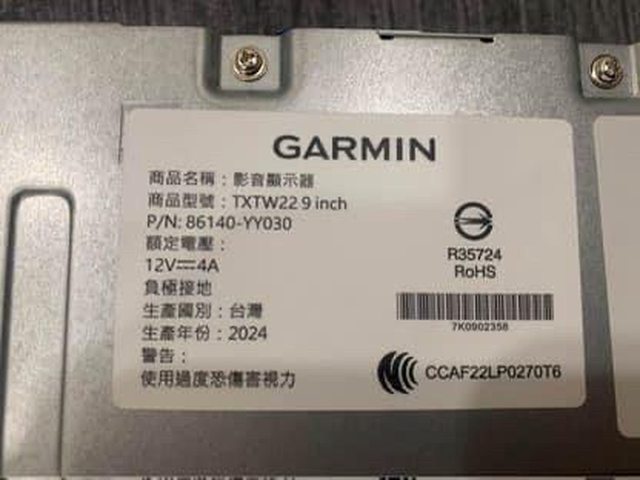 GARMIN
商品名稱：影音顯示器
商品型號：TXTW22 9 inch
P/N: 86140-YY030
額定電壓：
12V⎓4A
負極接地
生產國別：台灣
生產年份：2024
警告：
使用過度恐傷害視力
R35724
RoHS
7K0902358
CCAF22LP0270T6